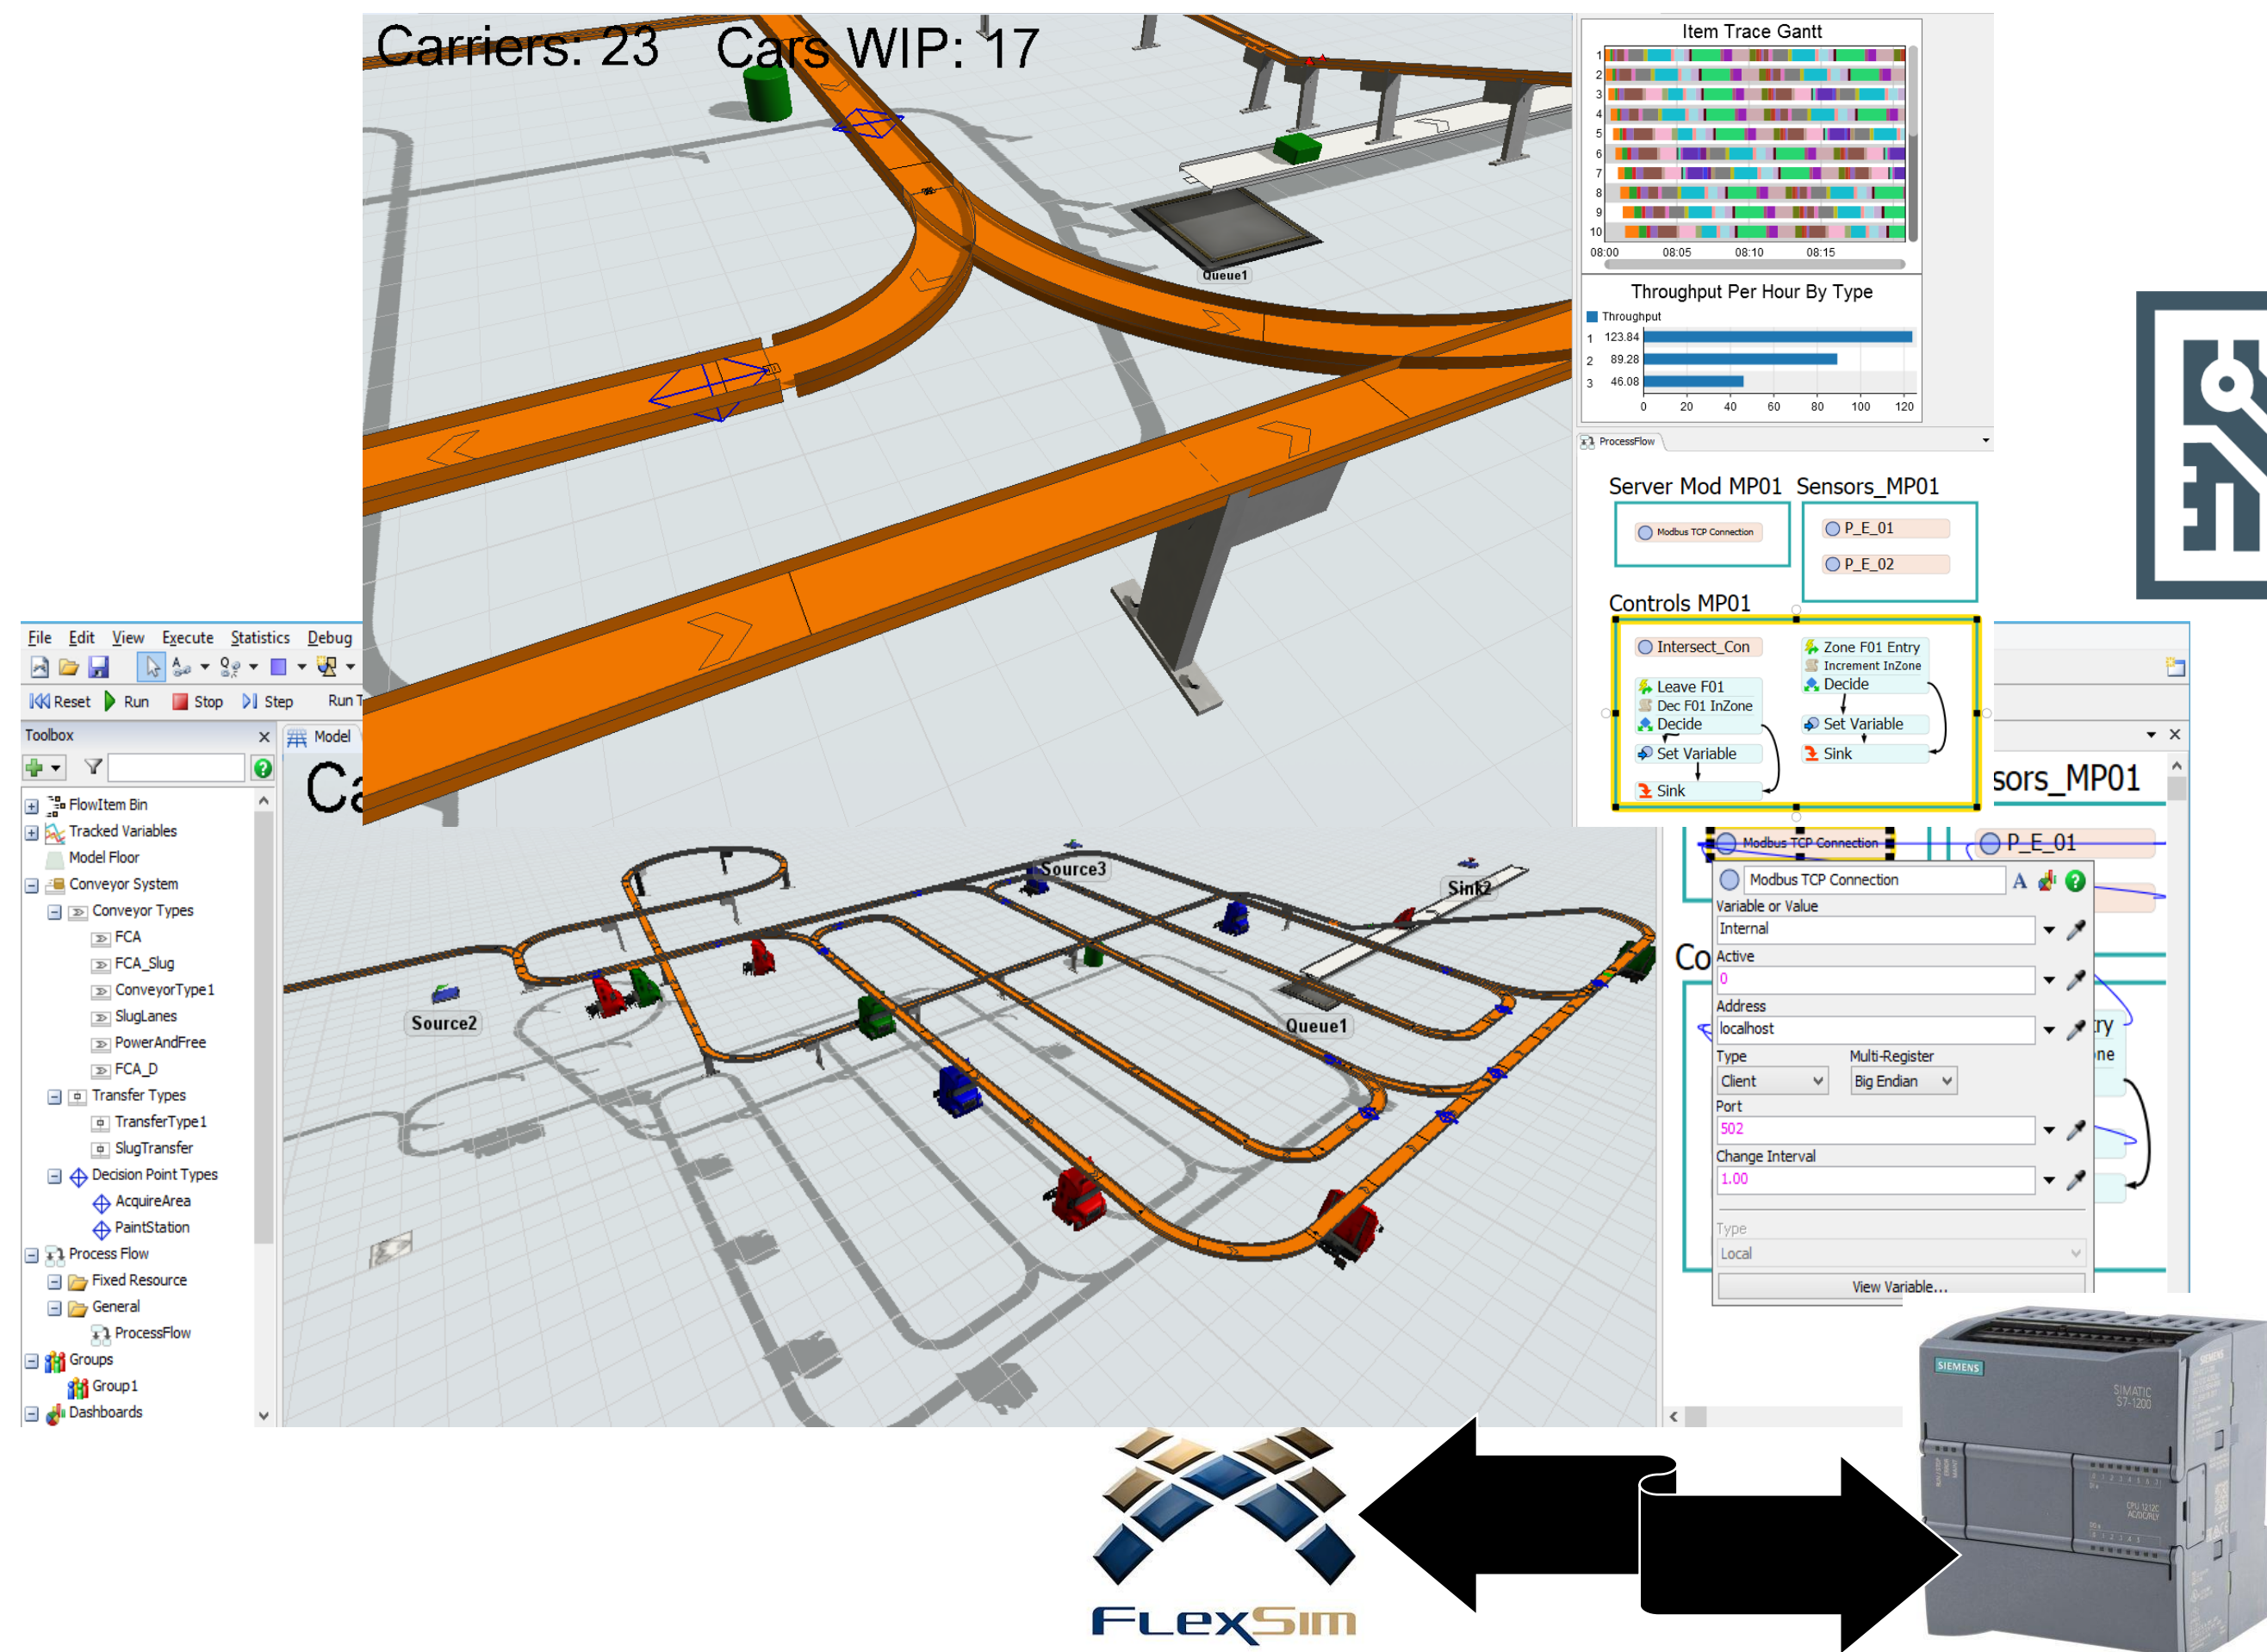 Carriers: 23 Cars WIP: 17
Queue1
Item Trace Gantt
1
2
3
4
5
6
7
8
9
10
08:00 08:05 08:10 08:15
Throughput Per Hour By Type
Throughput
1 123.84
2 89.28
3 46.08
0 20 40 60 80 100 120
ProcessFlow
Server Mod MP01 Sensors_MP01
Modbus TCP Connection
P_E_01
P_E_02
Controls MP01
Intersect_Con
Leave F01
Dec F01 InZone
Decide
Set Variable
Sink
Zone F01 Entry
Increment InZone
Decide
Set Variable
Sink
File Edit View Execute Statistics Debug
Reset Run Stop Step Run T
Toolbox
Model
FlowItem Bin
Tracked Variables
Model Floor
Conveyor System
Conveyor Types
FCA
FCA_Slug
ConveyorType1
SlugLanes
PowerAndFree
FCA_D
Transfer Types
TransferType1
SlugTransfer
Decision Point Types
AcquireArea
PaintStation
Process Flow
Fixed Resource
General
ProcessFlow
Groups
Group1
Dashboards
Ca
Source3
Sink2
Source2
Queue1
sors_MP01
Modbus TCP Connection
P_E_01
Co
ry
ne
Modbus TCP Connection
Variable or Value
Internal
Active
0
Address
localhost
Type Multi-Register
Client Big Endian
Port
502
Change Interval
1.00
Type
Local
View Variable...
FLEXSIM
SIEMENS
SIEMENS
SIMATIC
S7-1200
CPU 1212C
AC/DC/RLY